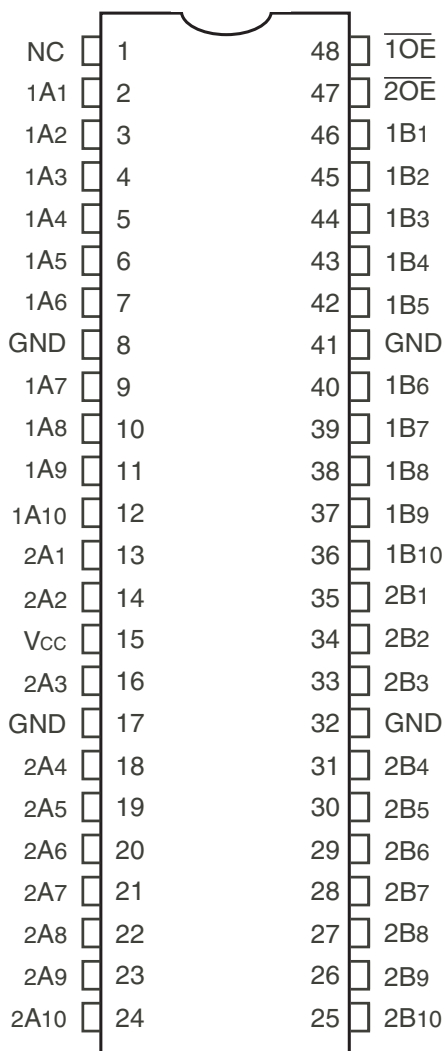 NC 1 48 1OE
1A1 2 47 2OE
1A2 3 46 1B1
1A3 4 45 1B2
1A4 5 44 1B3
1A5 6 43 1B4
1A6 7 42 1B5
GND 8 41 GND
1A7 9 40 1B6
1A8 10 39 1B7
1A9 11 38 1B8
1A10 12 37 1B9
2A1 13 36 1B10
2A2 14 35 2B1
VCC 15 34 2B2
2A3 16 33 2B3
GND 17 32 GND
2A4 18 31 2B4
2A5 19 30 2B5
2A6 20 29 2B6
2A7 21 28 2B7
2A8 22 27 2B8
2A9 23 26 2B9
2A10 24 25 2B10